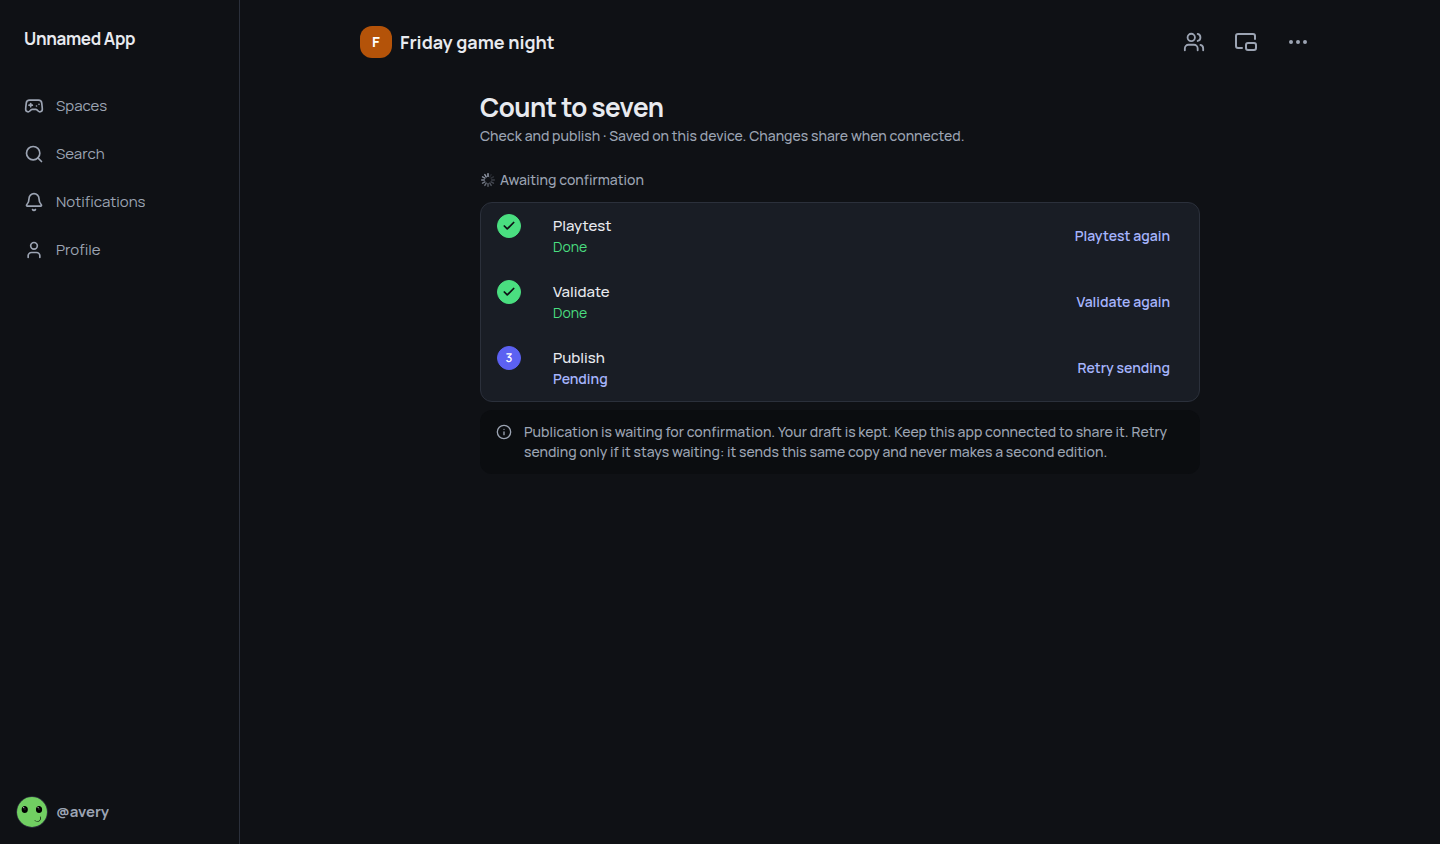 Unnamed App
Spaces
Search
Notifications
Profile
@avery
F Friday game night
Count to seven
Check and publish · Saved on this device. Changes share when connected.
Awaiting confirmation
Playtest
Done
Playtest again
Validate
Done
Validate again
3
Publish
Pending
Retry sending
Publication is waiting for confirmation. Your draft is kept. Keep this app connected to share it. Retry
sending only if it stays waiting: it sends this same copy and never makes a second edition.